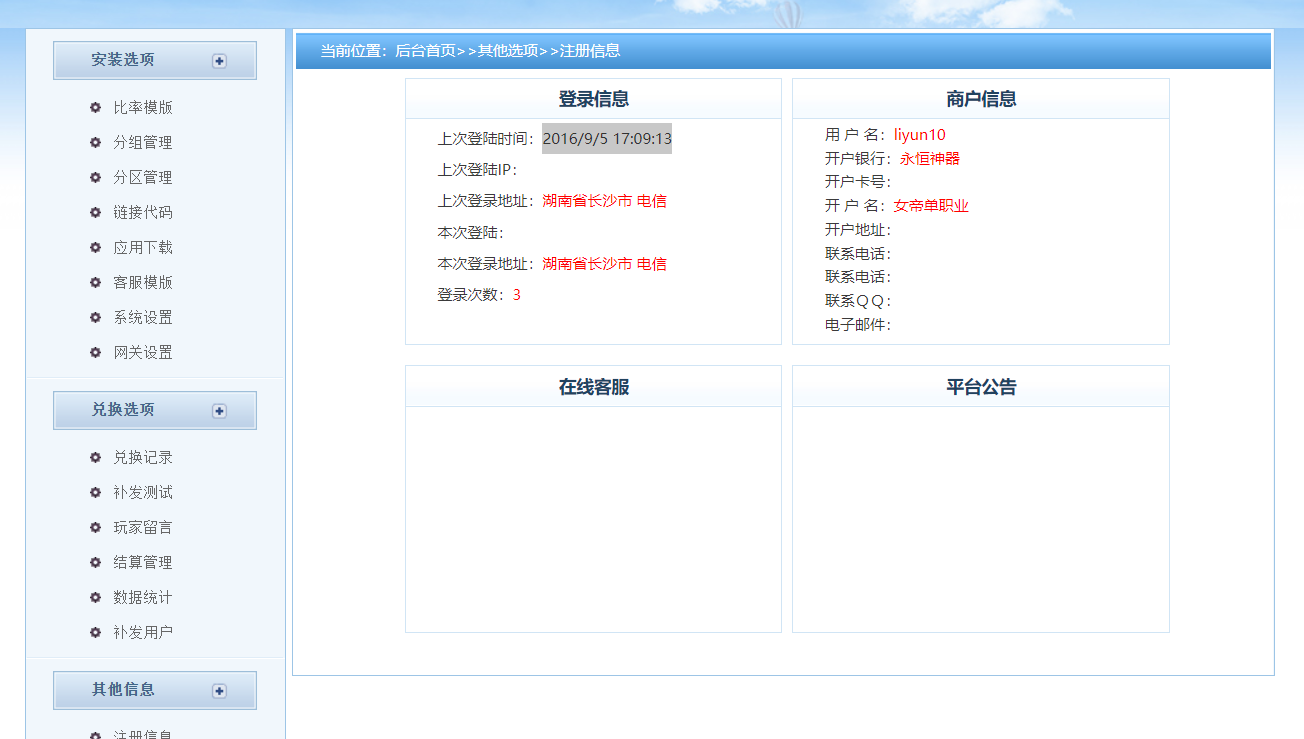 安装选项
比率模版
分组管理
分区管理
链接代码
应用下载
客服模版
系统设置
网关设置
兑换选项
兑换记录
补发测试
玩家留言
结算管理
数据统计
补发用户
其他信息
注册信息
当前位置：后台首页>>其他选项>>注册信息
登录信息
上次登陆时间：2016/9/5 17:09:13
上次登陆IP：
上次登录地址：湖南省长沙市 电信
本次登陆：
本次登录地址：湖南省长沙市 电信
登录次数：3
商户信息
用 户 名：liyun10
开户银行：永恒神器
开户卡号：
开 户 名：女帝单职业
开户地址：
联系电话：
联系电话：
联系ＱＱ：
电子邮件：
在线客服
平台公告